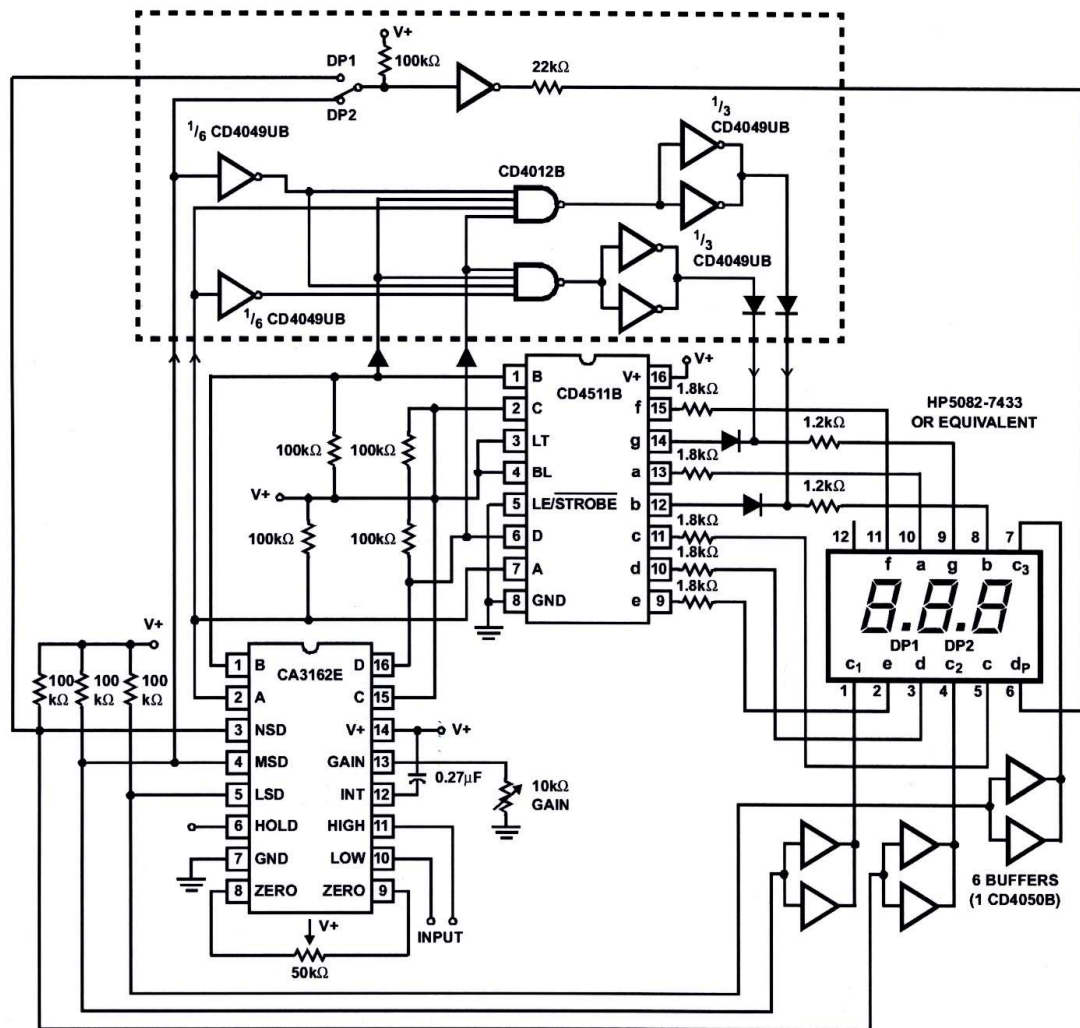 V+
DP1
100kΩ
22kΩ
DP2
1/3
CD4049UB
1/6 CD4049UB
CD4012B
1/3
CD4049UB
1/6 CD4049UB
V+
1 B
CD4511B
V+ 16
1.8kΩ
2 C
f 15
HP5082-7433
OR EQUIVALENT
100kΩ
100kΩ
3 LT
g 14
1.8kΩ
1.2kΩ
4 BL
a 13
V+
5 LE/STROBE
b 12
1.2kΩ
100kΩ
100kΩ
6 D
c 11
1.8kΩ
7 A
d 10
1.8kΩ
8 GND
e 9
1.8kΩ
12 11 10 9 8 7
f a g b c3
8.8.8
DP1 DP2
c1 e d c2 c dP
1 2 3 4 5 6
V+
100
kΩ
100
kΩ
100
kΩ
1 B
CA3162E
D 16
2 A
C 15
3 NSD
V+ 14
V+
4 MSD
GAIN 13
0.27μF
5 LSD
INT 12
10kΩ
GAIN
6 HOLD
HIGH 11
7 GND
LOW 10
8 ZERO
ZERO 9
V+
INPUT
50kΩ
6 BUFFERS
(1 CD4050B)